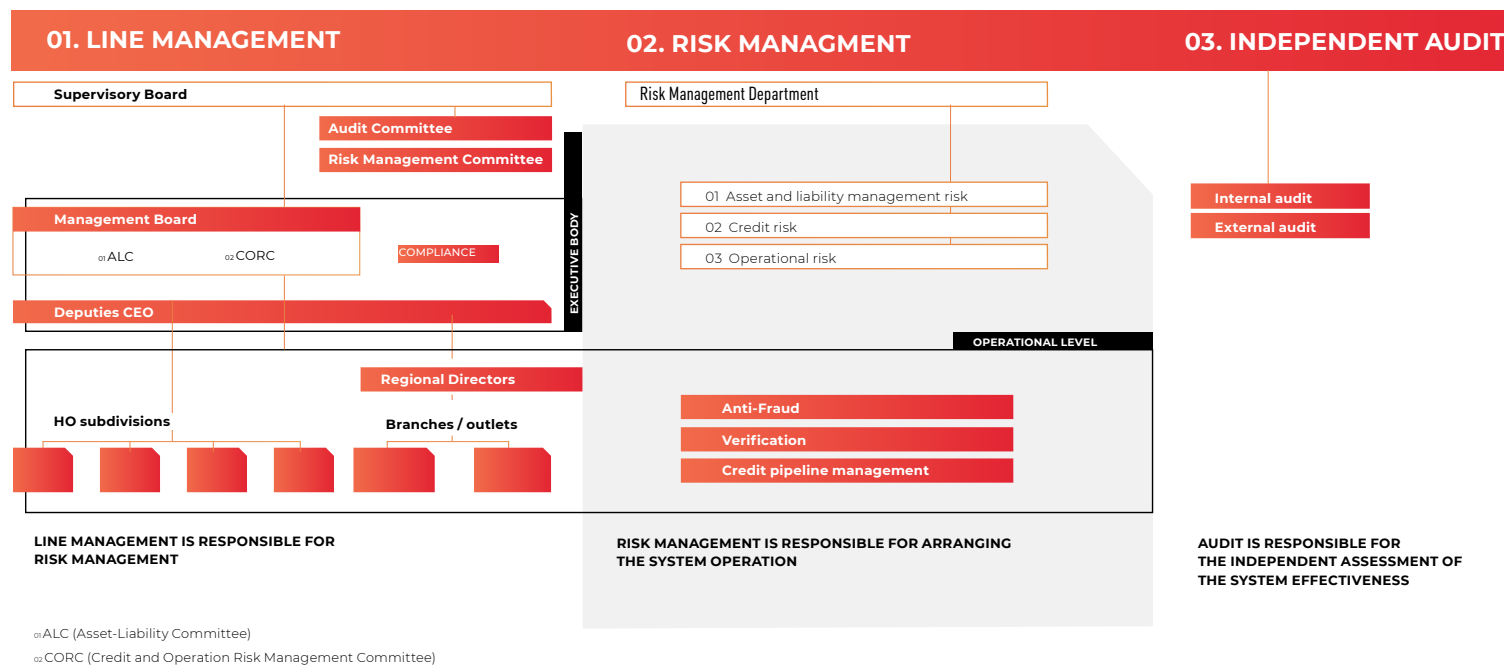 01. LINE MANAGEMENT
02. RISK MANAGMENT
03. INDEPENDENT AUDIT
Supervisory Board
Audit Committee
Risk Management Committee
Management Board
01 ALC
02 CORC
COMPLIANCE
Deputies CEO
EXECUTIVE BODY
Regional Directors
HO subdivisions
Branches / outlets
LINE MANAGEMENT IS RESPONSIBLE FOR
RISK MANAGEMENT
Risk Management Department
01 Asset and liability management risk
02 Credit risk
03 Operational risk
OPERATIONAL LEVEL
Anti-Fraud
Verification
Credit pipeline management
RISK MANAGEMENT IS RESPONSIBLE FOR ARRANGING
THE SYSTEM OPERATION
Internal audit
External audit
AUDIT IS RESPONSIBLE FOR
THE INDEPENDENT ASSESSMENT OF
THE SYSTEM EFFECTIVENESS
01 ALC (Asset-Liability Committee)
02 CORC (Credit and Operation Risk Management Committee)